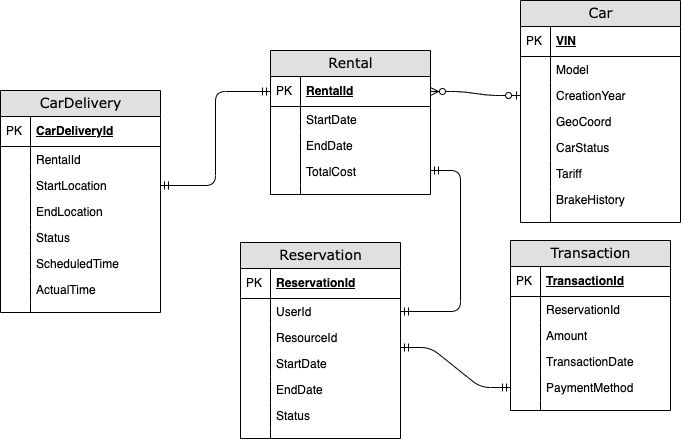 Car
PK VIN
Model
CreationYear
GeoCoord
CarStatus
Tariff
BrakeHistory
Rental
PK RentalId
StartDate
EndDate
TotalCost
CarDelivery
PK CarDeliveryId
RentalId
StartLocation
EndLocation
Status
ScheduledTime
ActualTime
Reservation
PK ReservationId
UserId
ResourceId
StartDate
EndDate
Status
Transaction
PK TransactionId
ReservationId
Amount
TransactionDate
PaymentMethod